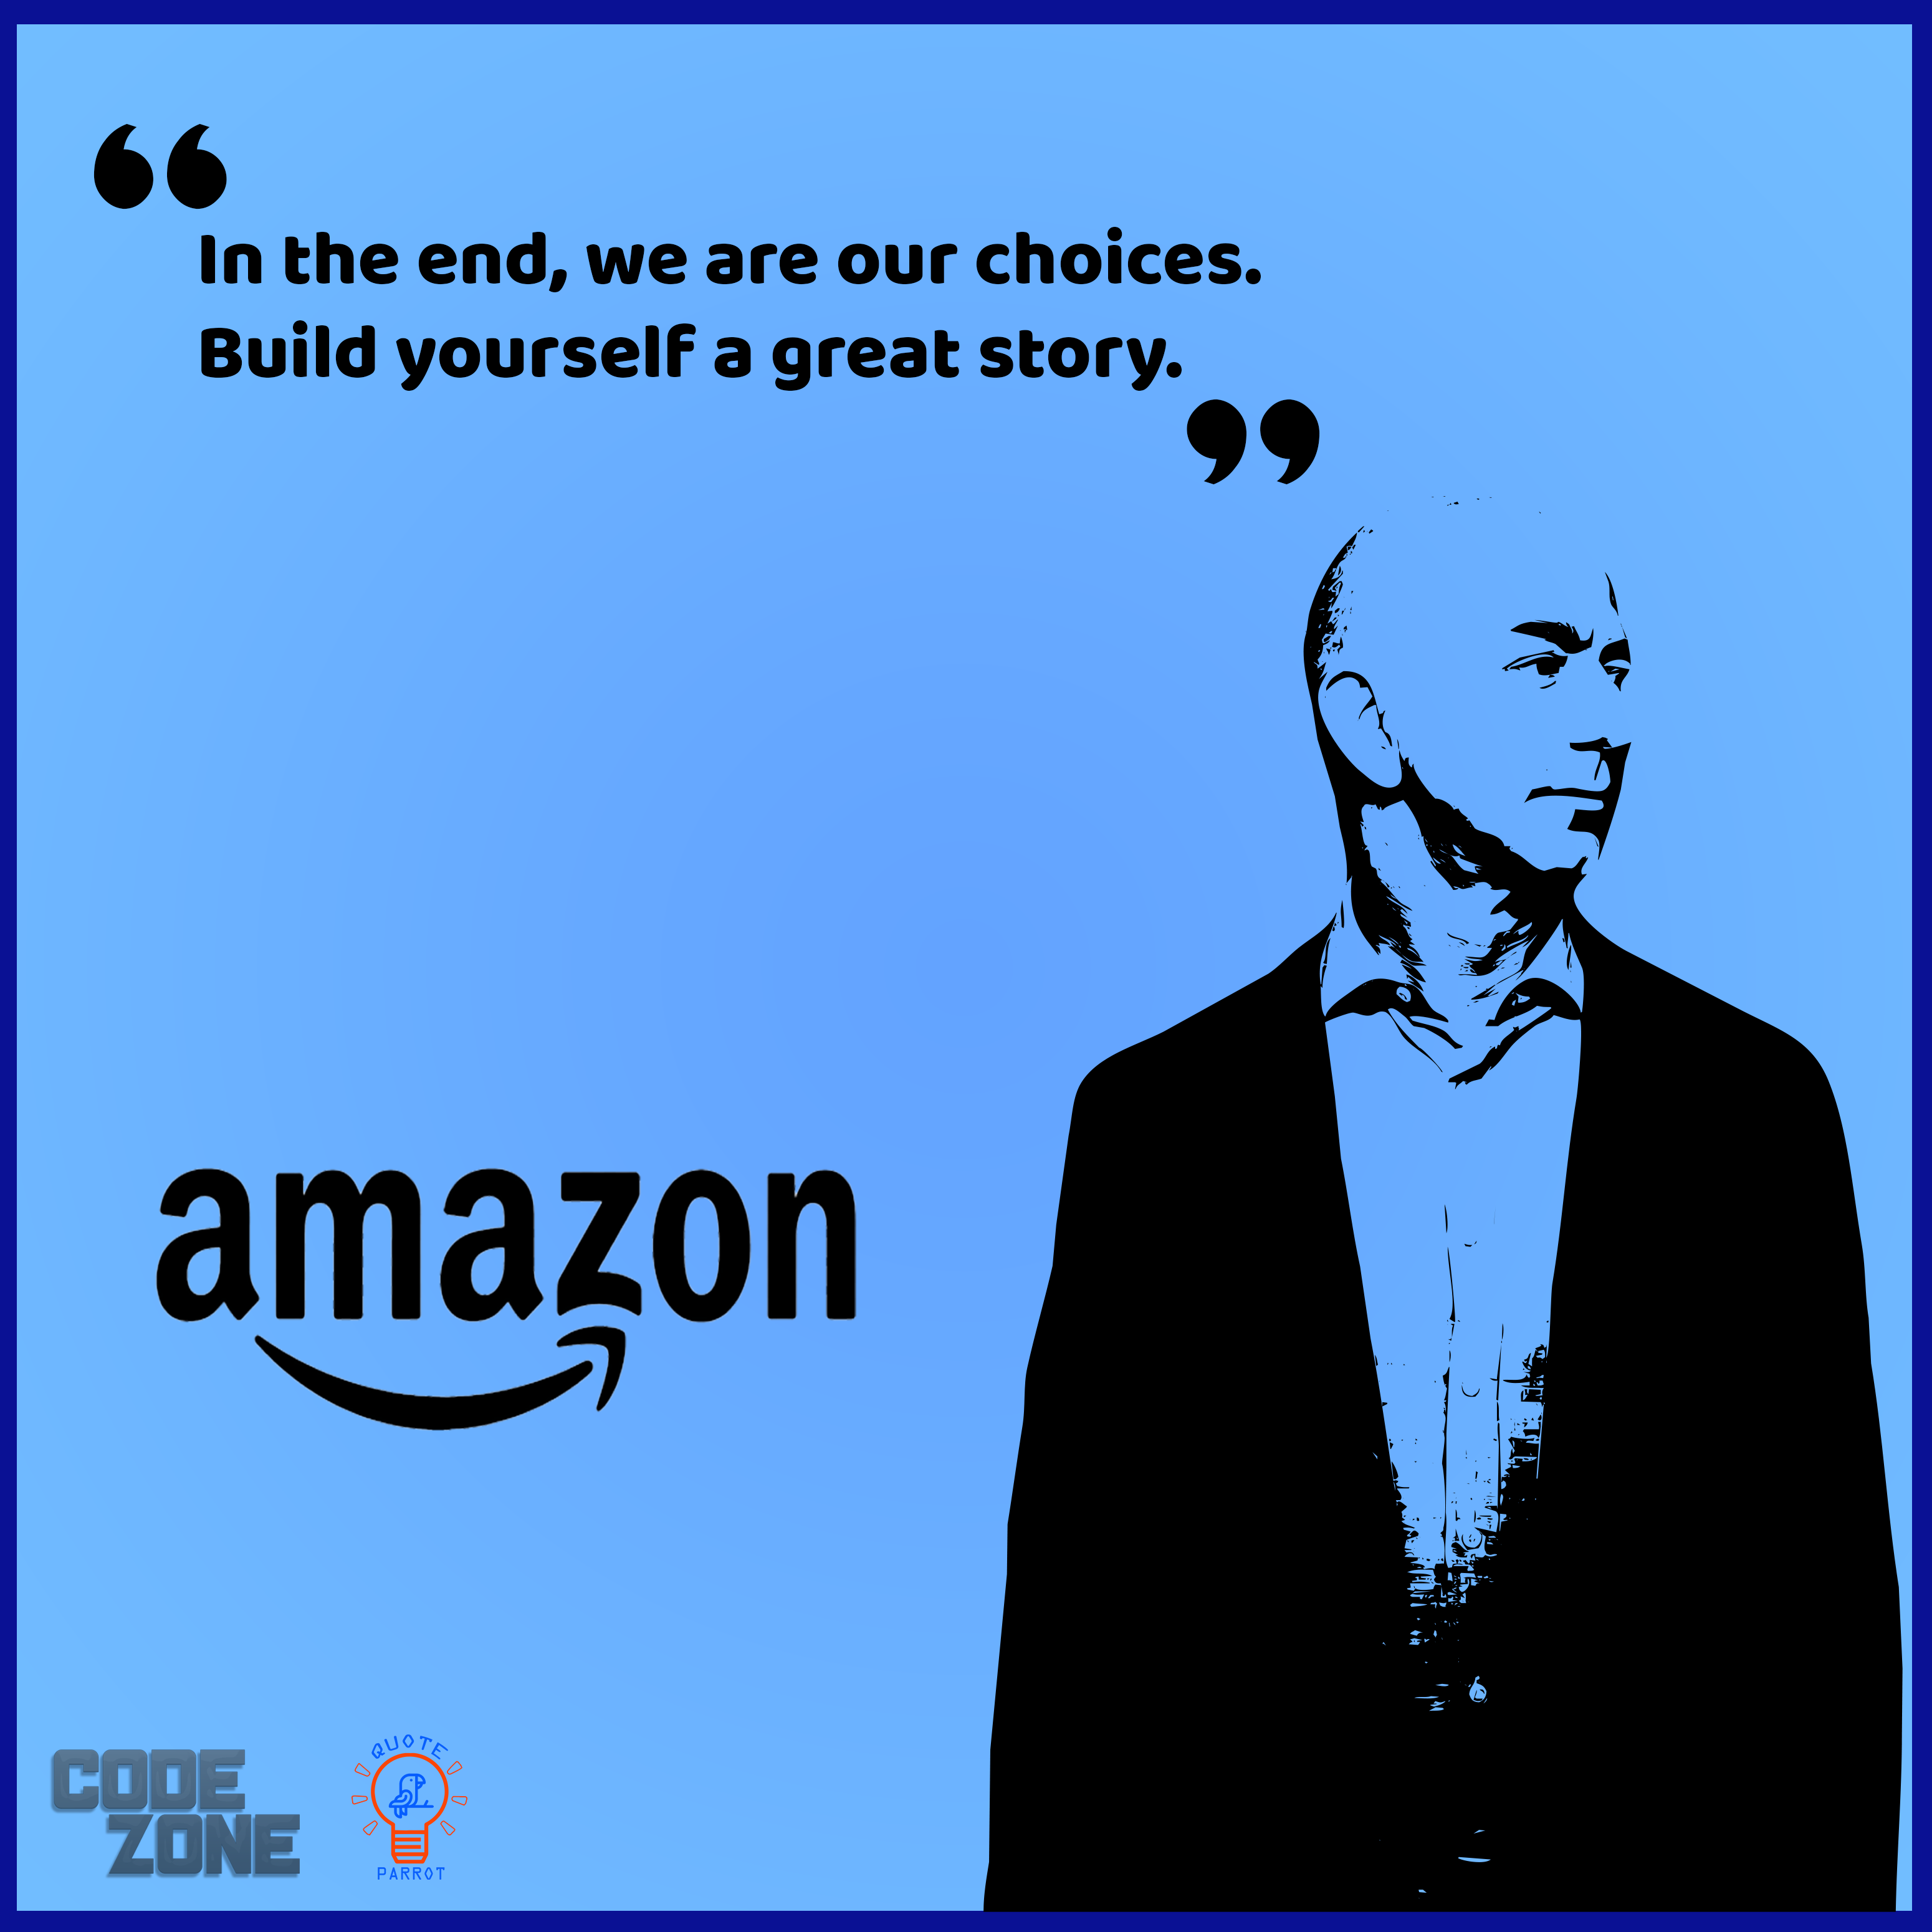 “
In the end, we are our choices.
Build yourself a great story.
”
amazon
CODE
ZONE
QUOTE
PARROT